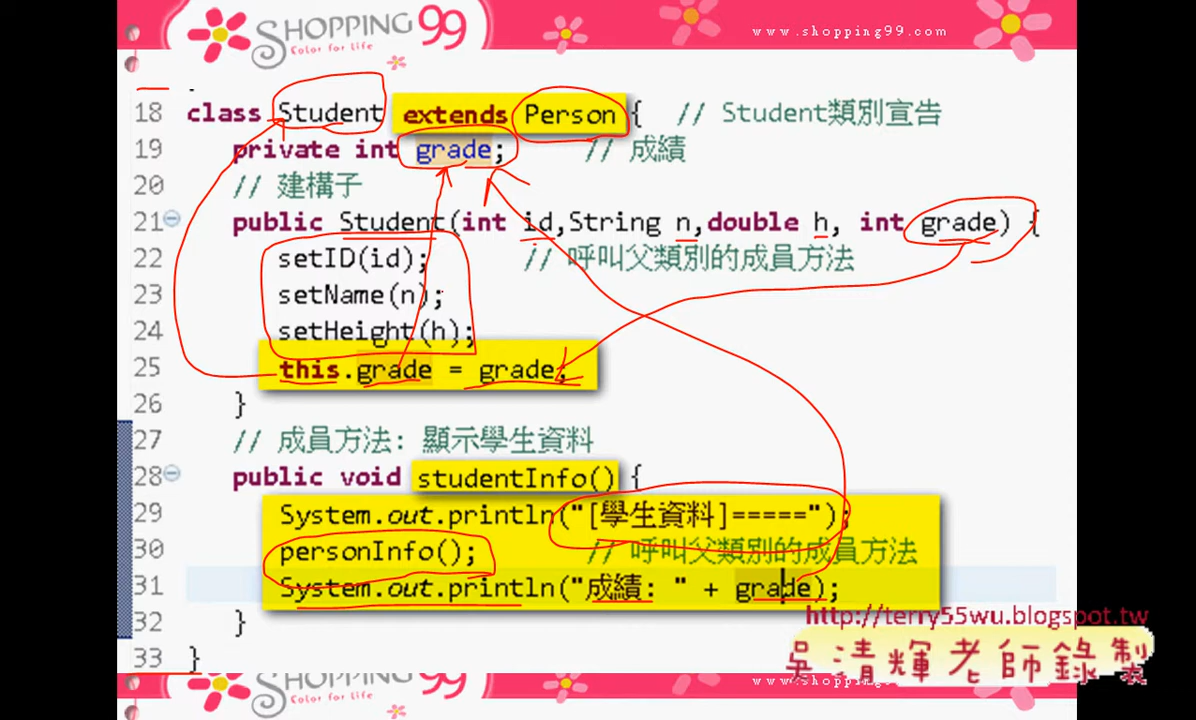 SHOPPING 99
Color for Life
www.shopping99.com
18 class Student extends Person { // Student類別宣告
19 private int grade; // 成績
20 // 建構子
21 public Student(int id,String n,double h, int grade) {
22 setID(id); // 呼叫父類別的成員方法
23 setName(n);
24 setHeight(h);
25 this.grade = grade;
26 }
27 // 成員方法: 顯示學生資料
28 public void studentInfo() {
29 System.out.println("[學生資料]=====");
30 personInfo(); // 呼叫父類別的成員方法
31 System.out.println("成績: " + grade);
32 }
33 }
http://terry55wu.blogspot.tw
吳清輝老師錄製
SHOPPING 99
www.shopping99.com